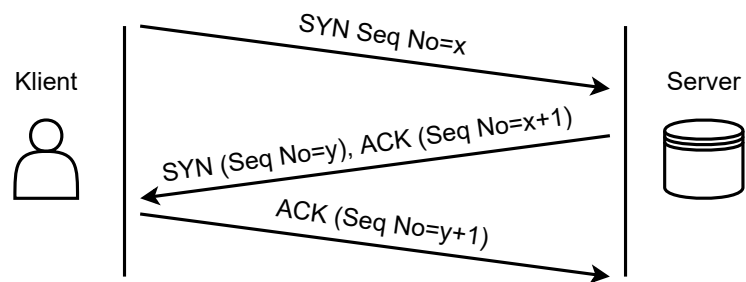 SYN Seq No=x
Klient
Server
SYN (Seq No=y), ACK (Seq No=x+1)
ACK (Seq No=y+1)